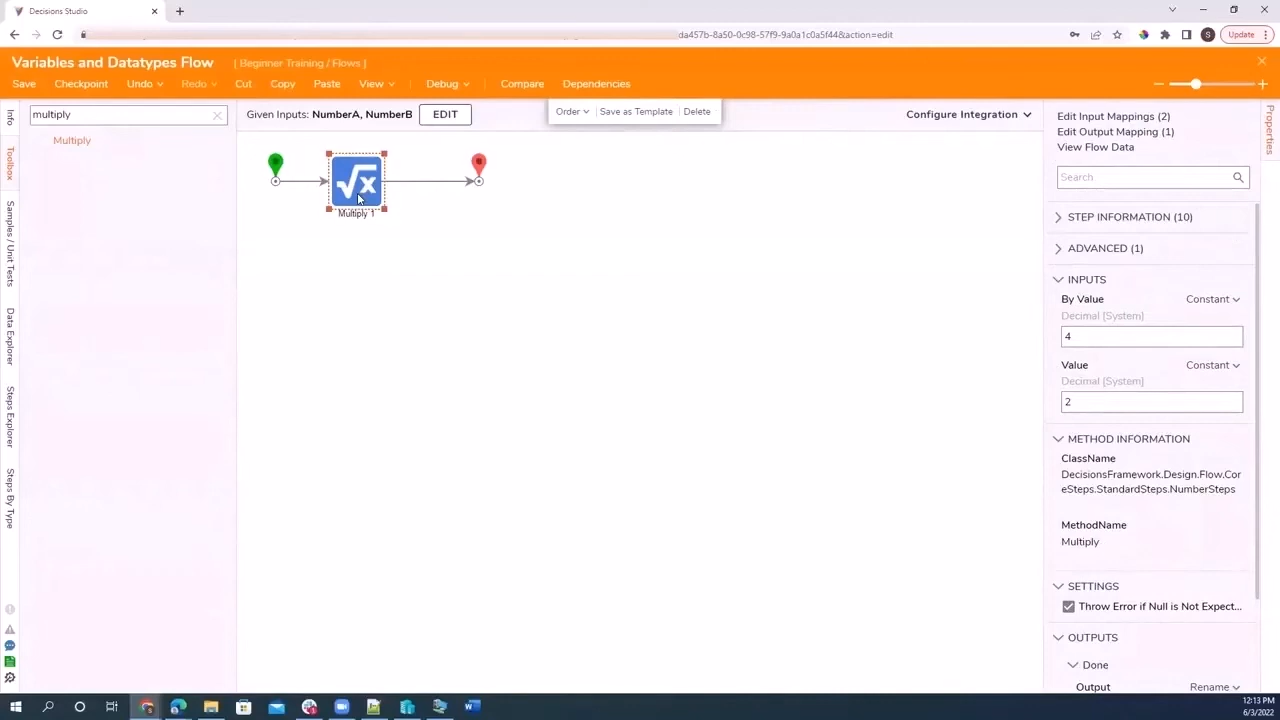 Decisions Studio
da457b-8a50-0c98-57f9-9a0a1c0a5f44&action=edit
S
Update
Variables and Datatypes Flow [ Beginner Training / Flows ]
Save Checkpoint Undo Redo Cut Copy Paste View Debug Compare Dependencies
Info
Toolbox
Samples / Unit Tests
Data Explorer
Steps Explorer
Steps By Type
multiply
Multiply
Given Inputs: NumberA, NumberB EDIT
Order Save as Template Delete
Configure Integration
√x
Multiply 1
Properties
Edit Input Mappings (2)
Edit Output Mapping (1)
View Flow Data
Search
STEP INFORMATION (10)
ADVANCED (1)
INPUTS
By Value Constant
Decimal [System]
4
Value Constant
Decimal [System]
2
METHOD INFORMATION
ClassName
DecisionsFramework.Design.Flow.Cor
eSteps.StandardSteps.NumberSteps
MethodName
Multiply
SETTINGS
Throw Error if Null is Not Expect...
OUTPUTS
Done
Output Rename
12:13 PM
6/3/2022